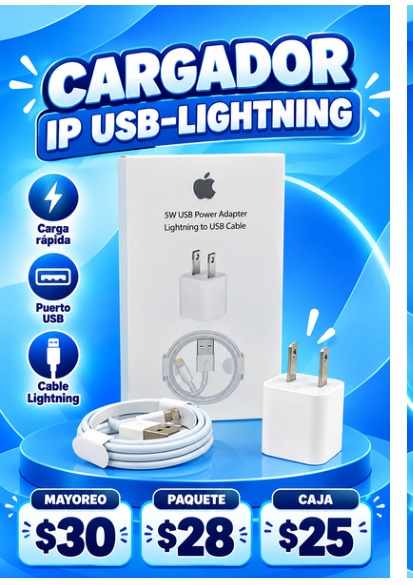 CARGADOR
IP USB-LIGHTNING
5W USB Power Adapter
Lightning to USB Cable
Carga
rápida
Puerto
USB
Cable
Lightning
MAYOREO
$30
PAQUETE
$28
CAJA
$25